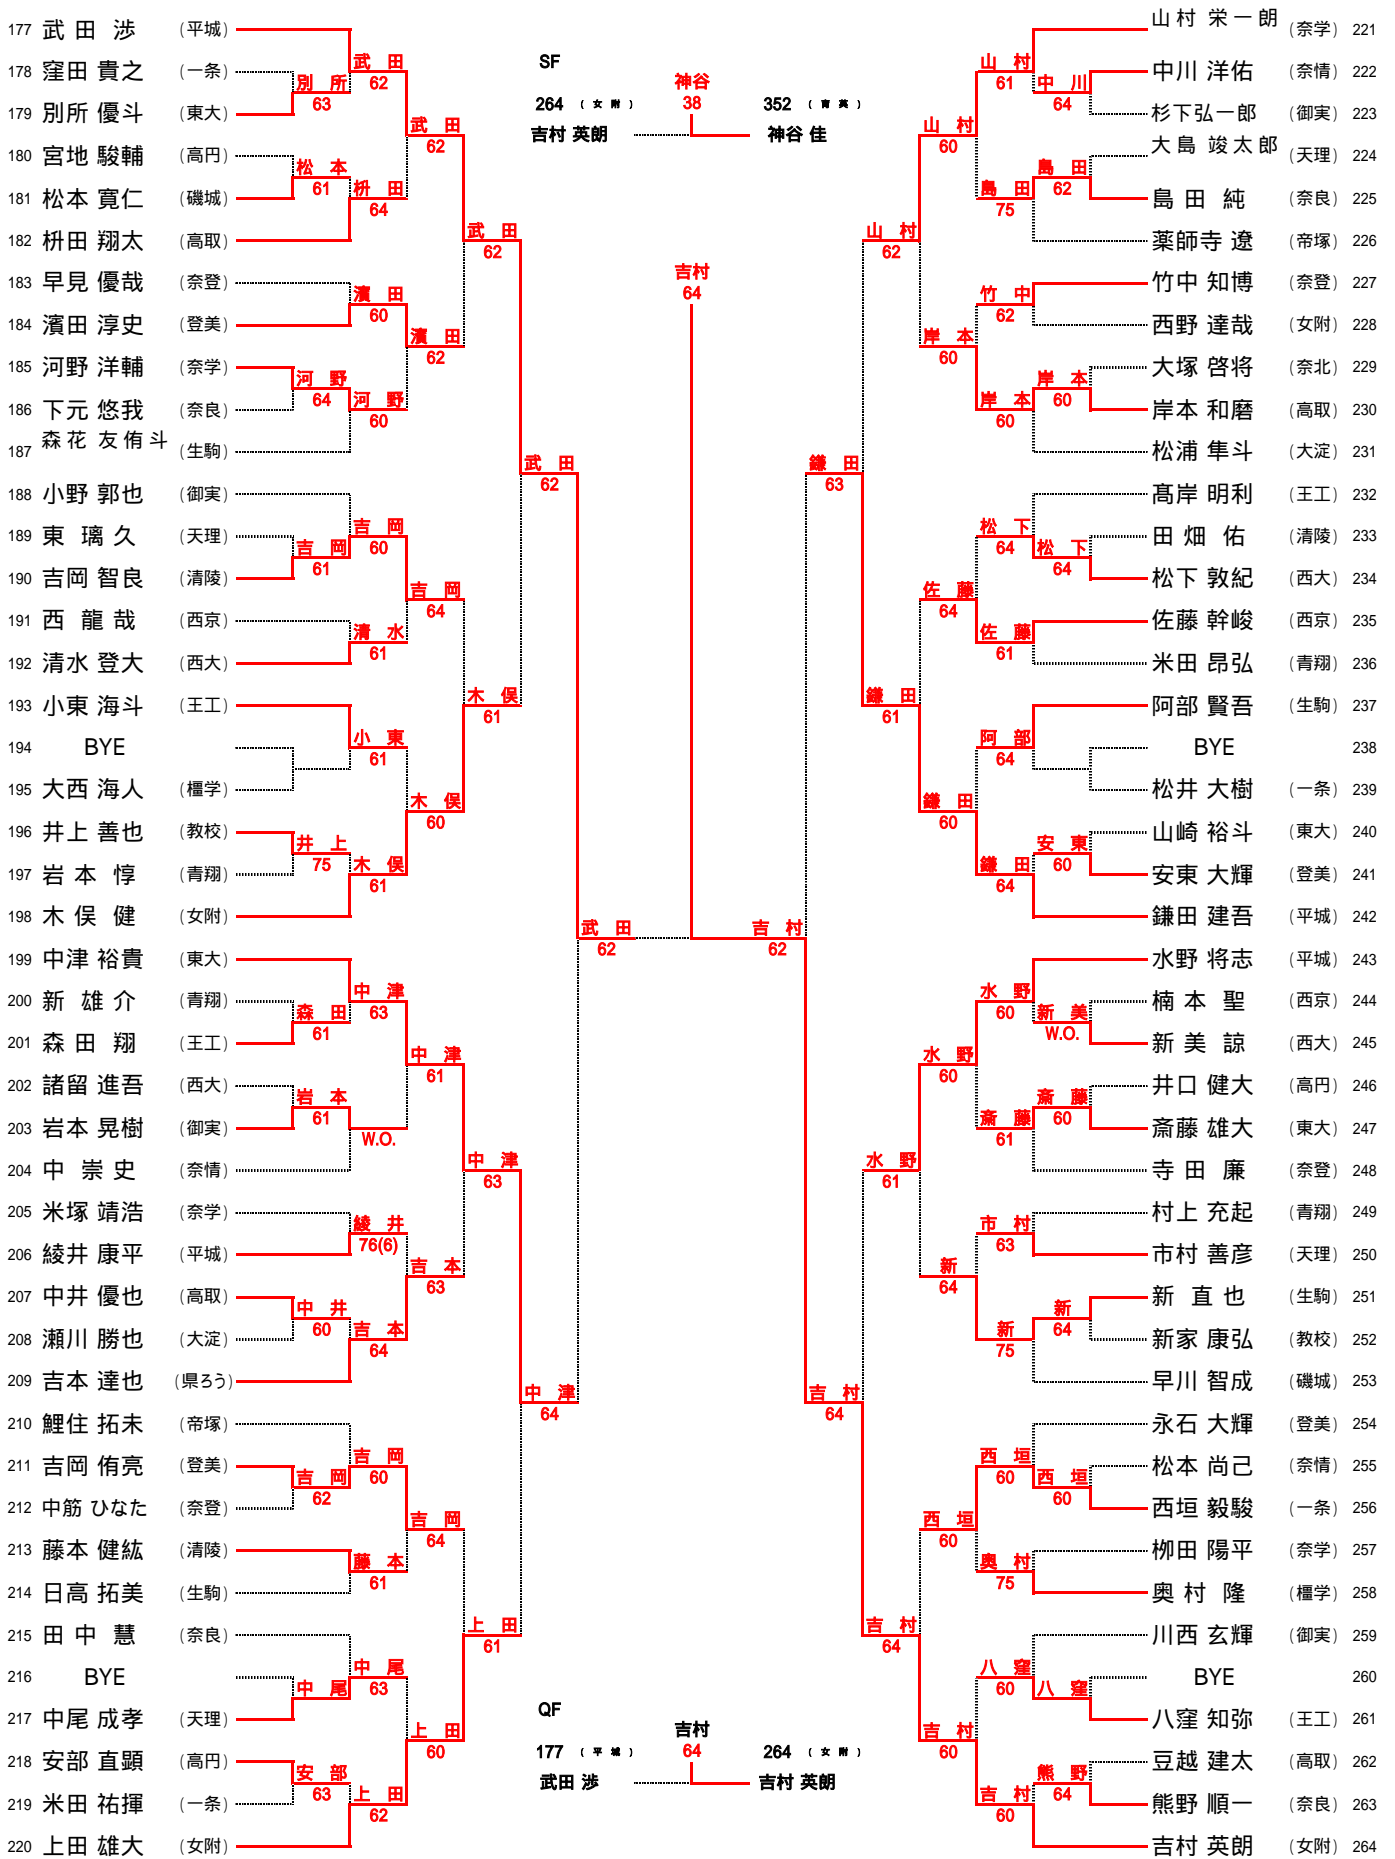 177 武田 渉 (平城)
178 窪田 貴之 (一条)
179 別所 優斗 (東大)
180 宮地 駿輔 (高円)
181 松本 寛仁 (磯城)
182 枡田 翔太 (高取)
183 早見 優哉 (奈登)
184 濱田 淳史 (登美)
185 河野 洋輔 (奈学)
186 下元 悠我 (奈良)
187 森花 友侑斗 (生駒)
188 小野 郭也 (御実)
189 東 璃久 (天理)
190 吉岡 智良 (清陵)
191 西 龍哉 (西京)
192 清水 登大 (西大)
193 小東 海斗 (王工)
194 BYE
195 大西 海人 (橿学)
196 井上 善也 (教校)
197 岩本 惇 (青翔)
198 木俣 健 (女附)
199 中津 裕貴 (東大)
200 新 雄介 (青翔)
201 森田 翔 (王工)
202 諸留 進吾 (西大)
203 岩本 晃樹 (御実)
204 中 崇史 (奈情)
205 米塚 靖浩 (奈学)
206 綾井 康平 (平城)
207 中井 優也 (高取)
208 瀬川 勝也 (大淀)
209 吉本 達也 (県ろう)
210 鯉住 拓未 (帝塚)
211 吉岡 侑亮 (登美)
212 中筋 ひなた (奈登)
213 藤本 健紘 (清陵)
214 日高 拓美 (生駒)
215 田中 慧 (奈良)
216 BYE
217 中尾 成孝 (天理)
218 安部 直顕 (高円)
219 米田 祐揮 (一条)
220 上田 雄大 (女附)
別所 63
松本 61
河野 64
吉岡 61
井上 75
森田 61
岩本 61
中井 60
吉岡 62
中尾
安部 63
武田 62
枡田 64
濱田 60
河野 60
吉岡 60
清水 61
小東 61
木俣 61
中津 63
W.O.
綾井 76(6)
吉本 64
吉岡 60
藤本 61
中尾 63
上田 62
武田 62
濱田 62
吉岡 64
木俣 60
中津 61
吉本 63
吉岡 64
上田 60
武田 62
木俣 61
中津 63
上田 61
武田 62
中津 64
武田 62
SF
神谷
264 (女附) 38 352 (育英)
吉村 英朗 神谷 佳
吉村
64
吉村 62
QF
吉村
177 (平城) 64 264 (女附)
武田 渉 吉村 英朗
鎌田 63
吉村 64
山村 62
鎌田 61
水野 61
吉村 64
山村 60
岸本 60
佐藤 64
鎌田 60
水野 60
新 64
西垣 60
吉村 60
山村 61
島田 75
竹中 62
岸本 60
松下 64
佐藤 61
阿部 64
鎌田 64
水野 60
斎藤 61
市村 63
新 75
西垣 60
奥村 75
八窪 60
吉村 60
中川 64
島田 62
岸本 60
松下 64
安東 60
新美 W.O.
斎藤 60
新 64
西垣 60
八窪
熊野 64
山村 栄一朗 (奈学) 221
中川 洋佑 (奈情) 222
杉下弘一郎 (御実) 223
大島 竣太郎 (天理) 224
島田 純 (奈良) 225
薬師寺 遼 (帝塚) 226
竹中 知博 (奈登) 227
西野 達哉 (女附) 228
大塚 啓将 (奈北) 229
岸本 和磨 (高取) 230
松浦 隼斗 (大淀) 231
髙岸 明利 (王工) 232
田畑 佑 (清陵) 233
松下 敦紀 (西大) 234
佐藤 幹峻 (西京) 235
米田 昂弘 (青翔) 236
阿部 賢吾 (生駒) 237
BYE 238
松井 大樹 (一条) 239
山崎 裕斗 (東大) 240
安東 大輝 (登美) 241
鎌田 建吾 (平城) 242
水野 将志 (平城) 243
楠本 聖 (西京) 244
新美 諒 (西大) 245
井口 健大 (高円) 246
斎藤 雄大 (東大) 247
寺田 廉 (奈登) 248
村上 充起 (青翔) 249
市村 善彦 (天理) 250
新 直也 (生駒) 251
新家 康弘 (教校) 252
早川 智成 (磯城) 253
永石 大輝 (登美) 254
松本 尚己 (奈情) 255
西垣 毅駿 (一条) 256
栁田 陽平 (奈学) 257
奥村 隆 (橿学) 258
川西 玄輝 (御実) 259
BYE 260
八窪 知弥 (王工) 261
豆越 建太 (高取) 262
熊野 順一 (奈良) 263
吉村 英朗 (女附) 264